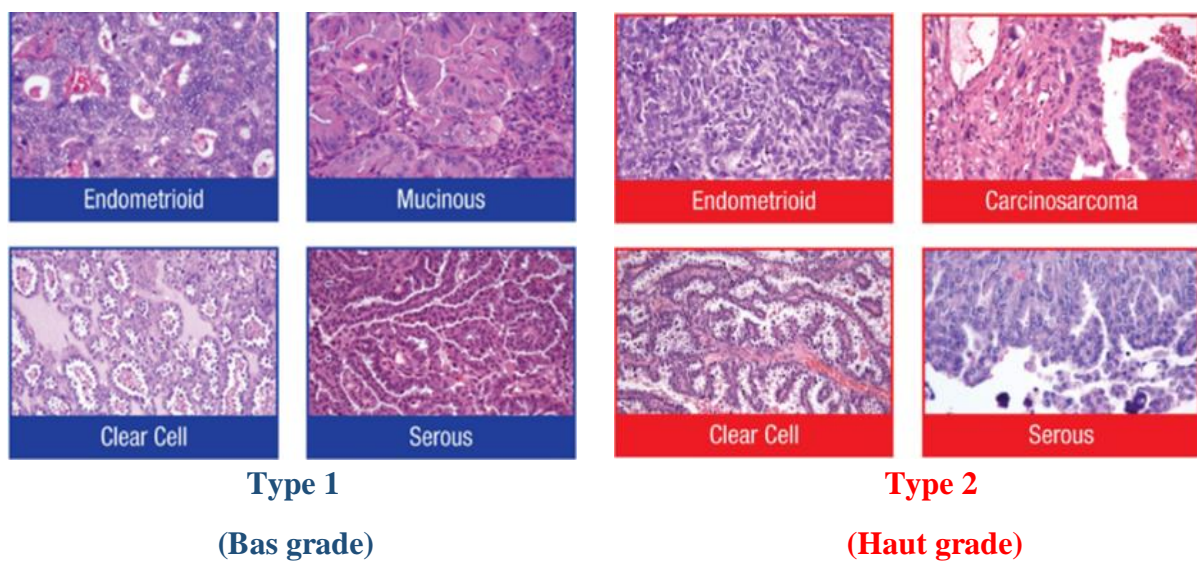 Endometrioid
Mucinous
Endometrioid
Carcinosarcoma
Clear Cell
Serous
Clear Cell
Serous
Type 1
Type 2
(Bas grade)
(Haut grade)